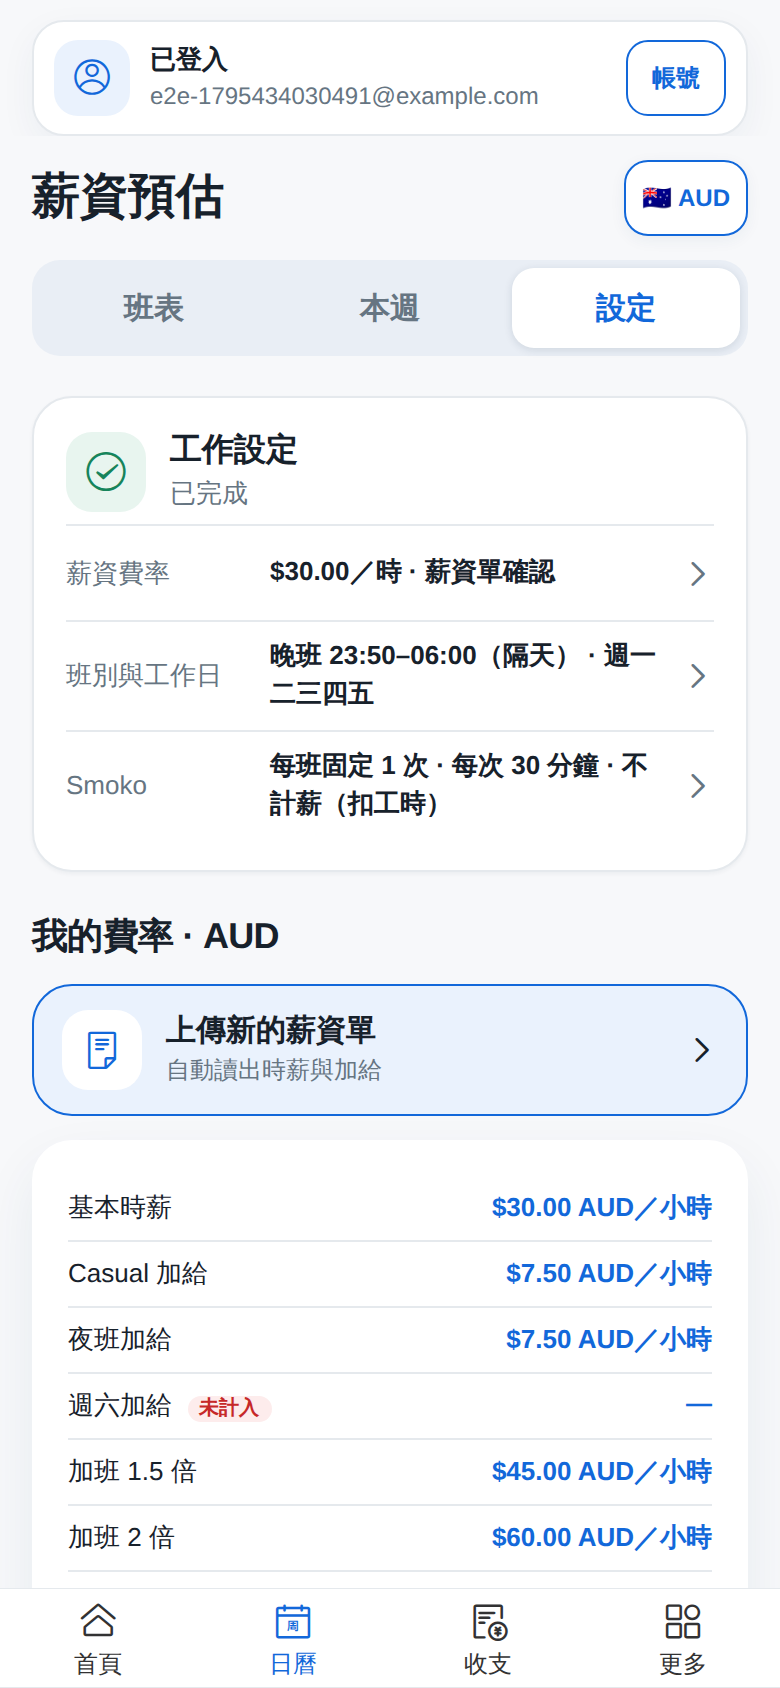 已登入
e2e-1795434030491@example.com
帳號
薪資預估
🇦🇺 AUD
班表
本週
設定
工作設定
已完成
薪資費率
$30.00／時 · 薪資單確認
班別與工作日
晚班 23:50–06:00（隔天） · 週一
二三四五
Smoko
每班固定 1 次 · 每次 30 分鐘 · 不
計薪（扣工時）
我的費率 · AUD
上傳新的薪資單
自動讀出時薪與加給
基本時薪
$30.00 AUD／小時
Casual 加給
$7.50 AUD／小時
夜班加給
$7.50 AUD／小時
週六加給 未計入
—
加班 1.5 倍
$45.00 AUD／小時
加班 2 倍
$60.00 AUD／小時
周
¥
首頁
日曆
收支
更多